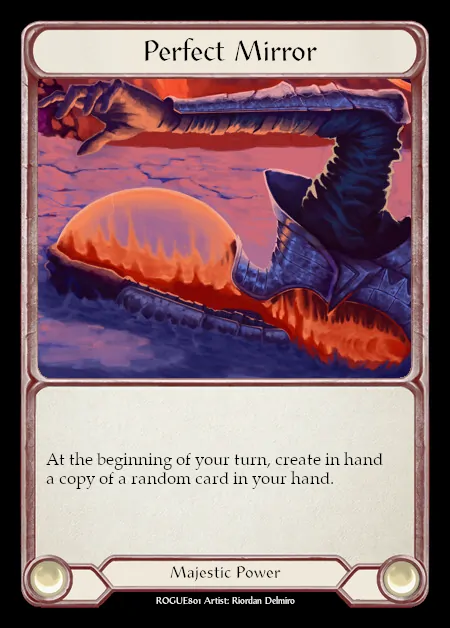 Perfect Mirror
At the beginning of your turn, create in hand
a copy of a random card in your hand.
Majestic Power
ROGUE801 Artist: Riordan Delmiro